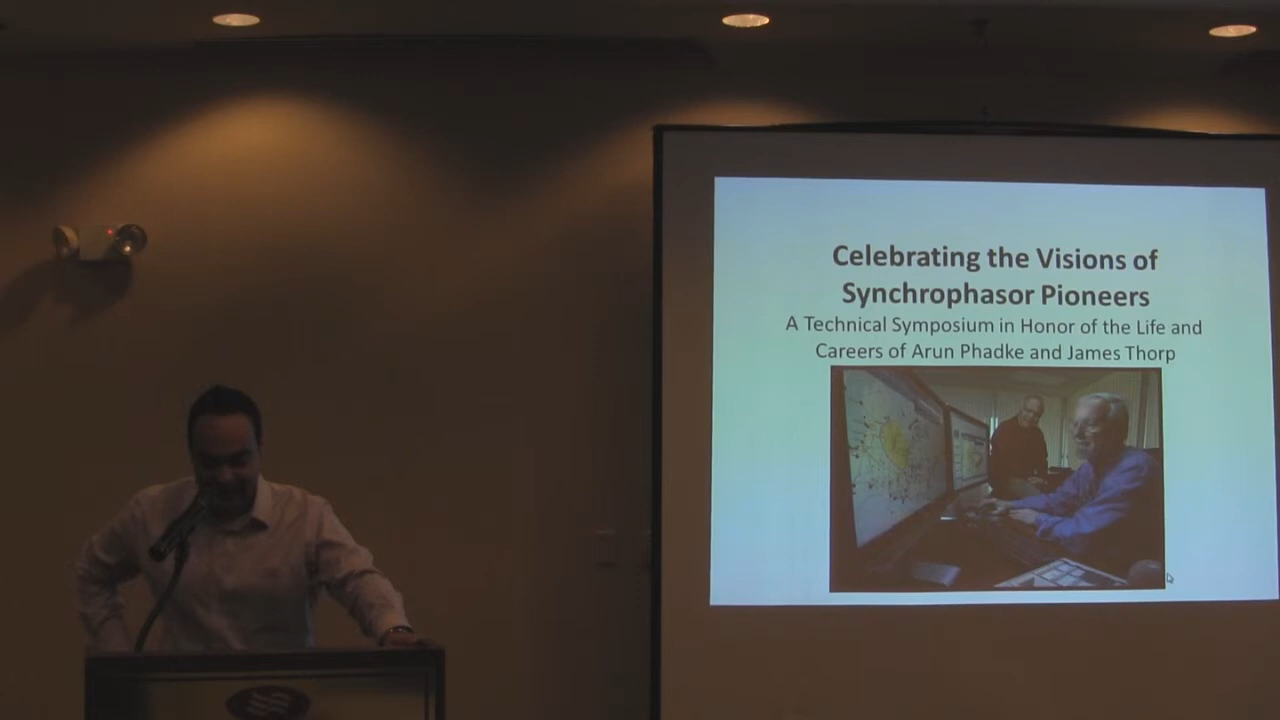 Celebrating the Visions of
Synchrophasor Pioneers
A Technical Symposium in Honor of the Life and
Careers of Arun Phadke and James Thorp